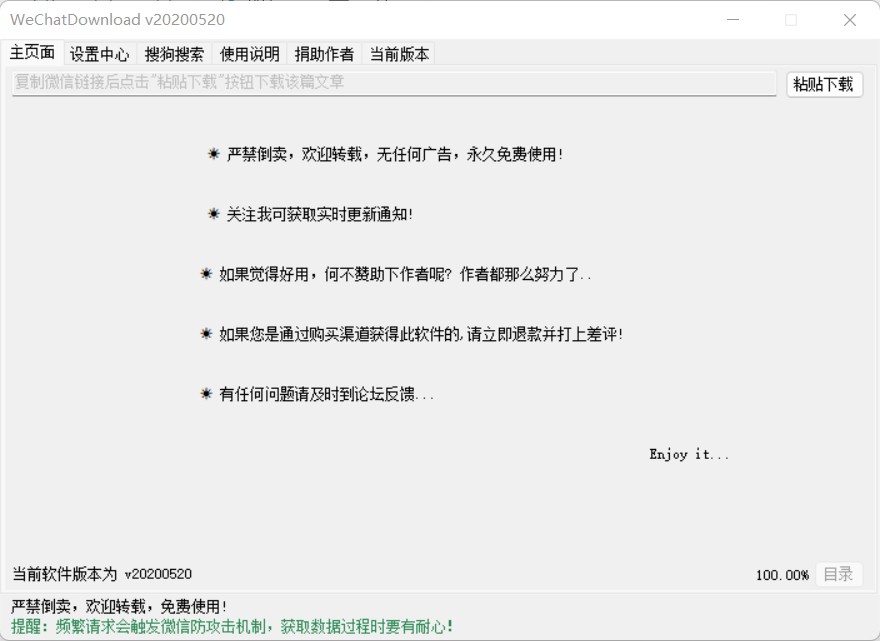 WeChatDownload v20200520
主页面 设置中心 搜狗搜索 使用说明 捐助作者 当前版本
复制微信链接后点击"粘贴下载"按钮下载该篇文章 粘贴下载
☀ 严禁倒卖，欢迎转载，无任何广告，永久免费使用!
☀ 关注我可获取实时更新通知!
☀ 如果觉得好用，何不赞助下作者呢? 作者都那么努力了..
☀ 如果您是通过购买渠道获得此软件的,请立即退款并打上差评!
☀ 有任何问题请及时到论坛反馈...
Enjoy it...
当前软件版本为 v20200520 100.00% 目录
严禁倒卖，欢迎转载，免费使用!
提醒：频繁请求会触发微信防攻击机制，获取数据过程时要有耐心!